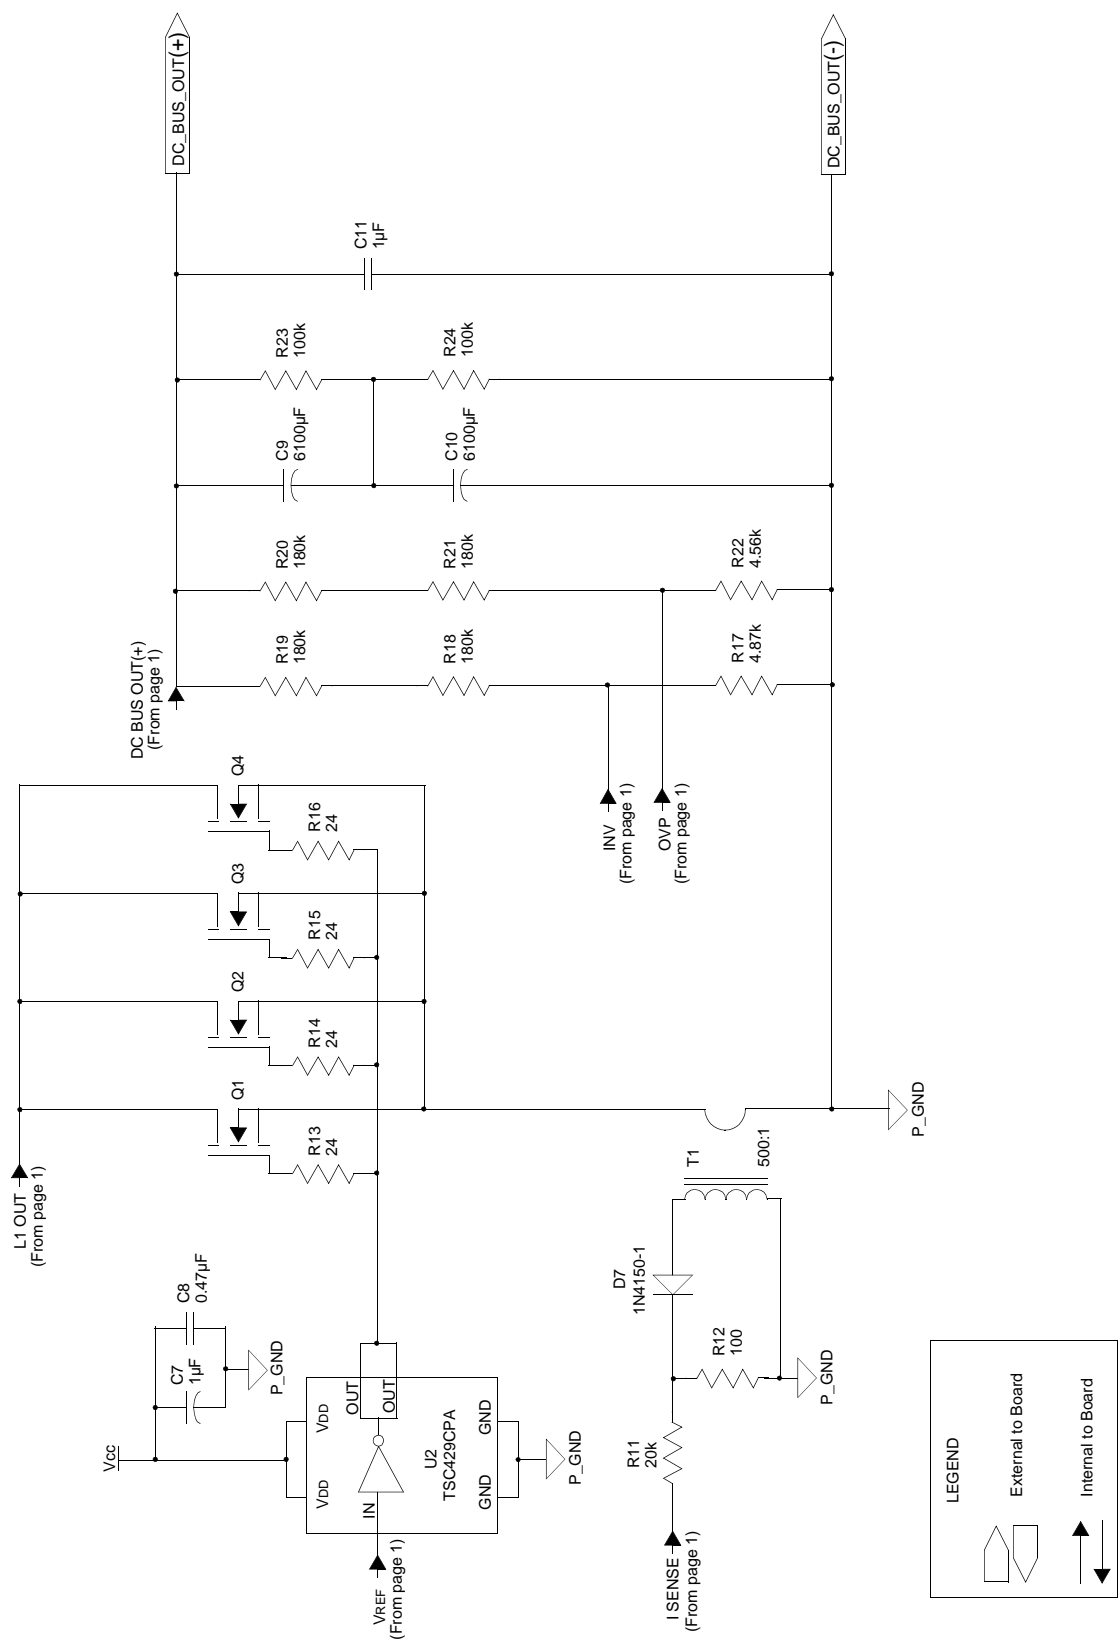 VCC
C7
1µF
C8
0.47µF
P_GND
VDD
VDD
OUT
OUT
IN
U2
TSC429CPA
GND
GND
P_GND
VREF
(From page 1)
L1 OUT
(From page 1)
R13
24
Q1
R14
24
Q2
R15
24
Q3
R16
24
Q4
I SENSE
(From page 1)
R11
20k
R12
100
P_GND
D7
1N4150-1
T1
500:1
P_GND
INV
(From page 1)
OVP
(From page 1)
DC BUS OUT(+)
(From page 1)
R19
180k
R18
180k
R17
4.87k
R20
180k
R21
180k
R22
4.56k
C9
6100µF
C10
6100µF
R23
100k
R24
100k
C11
1µF
DC_BUS_OUT(+)
DC_BUS_OUT(-)
LEGEND
External to Board
Internal to Board